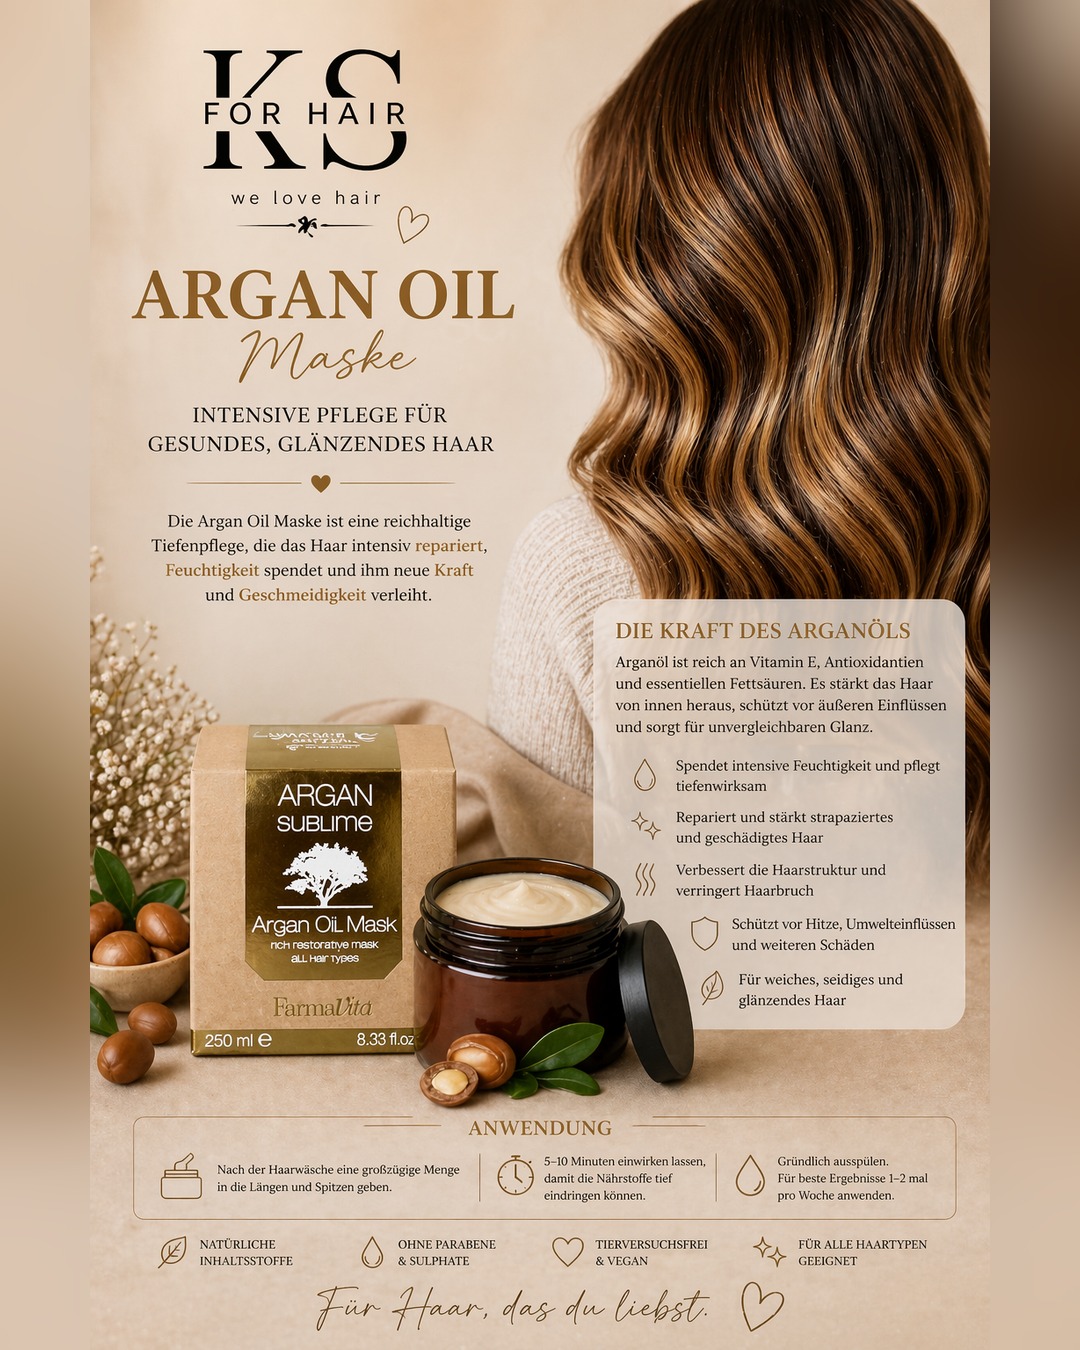 KS
FOR HAIR
we love hair
ARGAN OIL
Maske
INTENSIVE PFLEGE FÜR
GESUNDES, GLÄNZENDES HAAR
Die Argan Oil Maske ist eine reichhaltige
Tiefenpflege, die das Haar intensiv repariert,
Feuchtigkeit spendet und ihm neue Kraft
und Geschmeidigkeit verleiht.
DIE KRAFT DES ARGANÖLS
Arganöl ist reich an Vitamin E, Antioxidantien
und essentiellen Fettsäuren. Es stärkt das Haar
von innen heraus, schützt vor äußeren Einflüssen
und sorgt für unvergleichbaren Glanz.
Spendet intensive Feuchtigkeit und pflegt
tiefenwirksam
Repariert und stärkt strapaziertes
und geschädigtes Haar
Verbessert die Haarstruktur und
verringert Haarbruch
Schützt vor Hitze, Umwelteinflüssen
und weiteren Schäden
Für weiches, seidiges und
glänzendes Haar
ARGAN
SUBLIME
Argan Oil Mask
rich restorative mask
all hair types
FarmaVita
250 ml e
8.33 fl.oz
ANWENDUNG
Nach der Haarwäsche eine großzügige Menge
in die Längen und Spitzen geben.
5–10 Minuten einwirken lassen,
damit die Nährstoffe tief
eindringen können.
Gründlich ausspülen.
Für beste Ergebnisse 1–2 mal
pro Woche anwenden.
NATÜRLICHE
INHALTSSTOFFE
OHNE PARABENE
& SULPHATE
TIERVERSUCHSFREI
& VEGAN
FÜR ALLE HAARTYPEN
GEEIGNET
Für Haar, das du liebst.